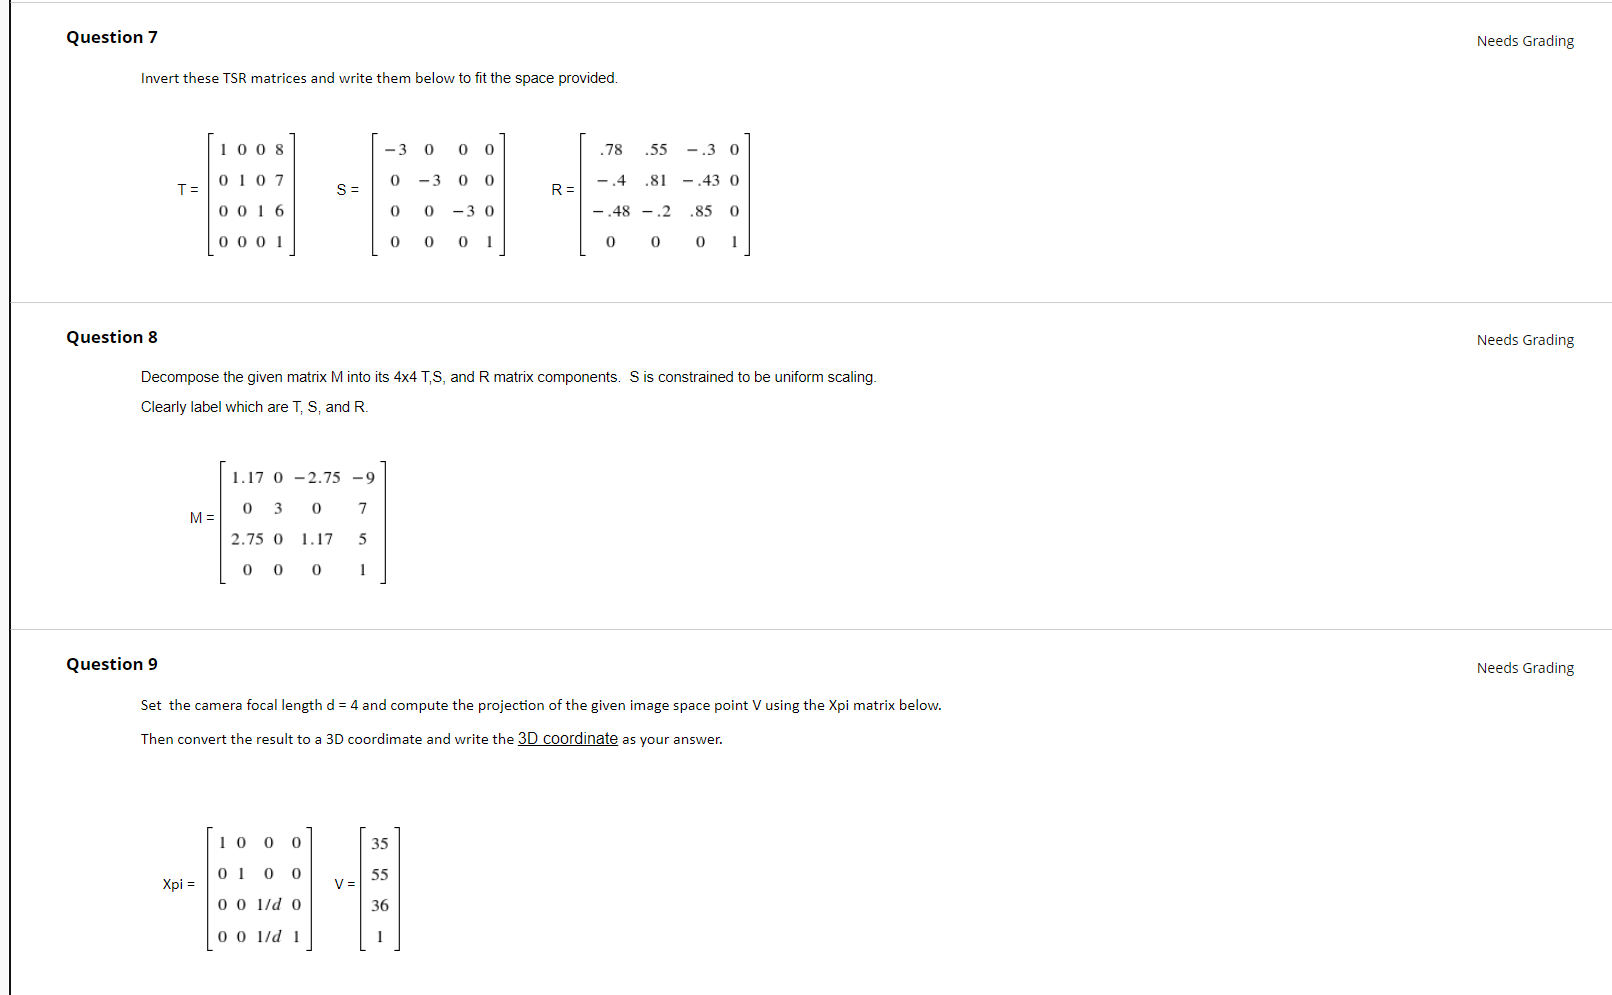 Question 7
Needs Grading
Invert these TSR matrices and write them below to fit the space provided.
T = [ 1 0 0 8
0 1 0 7
0 0 1 6
0 0 0 1 ]
S = [ −3 0 0 0
0 −3 0 0
0 0 −3 0
0 0 0 1 ]
R = [ .78 .55 −.3 0
−.4 .81 −.43 0
−.48 −.2 .85 0
0 0 0 1 ]
Question 8
Needs Grading
Decompose the given matrix M into its 4x4 T,S, and R matrix components. S is constrained to be uniform scaling.
Clearly label which are T, S, and R.
M = [ 1.17 0 −2.75 −9
0 3 0 7
2.75 0 1.17 5
0 0 0 1 ]
Question 9
Needs Grading
Set the camera focal length d = 4 and compute the projection of the given image space point V using the Xpi matrix below.
Then convert the result to a 3D coordimate and write the 3D coordinate as your answer.
Xpi = [ 1 0 0 0
0 1 0 0
0 0 1/d 0
0 0 1/d 1 ]
V = [ 35
55
36
1 ]